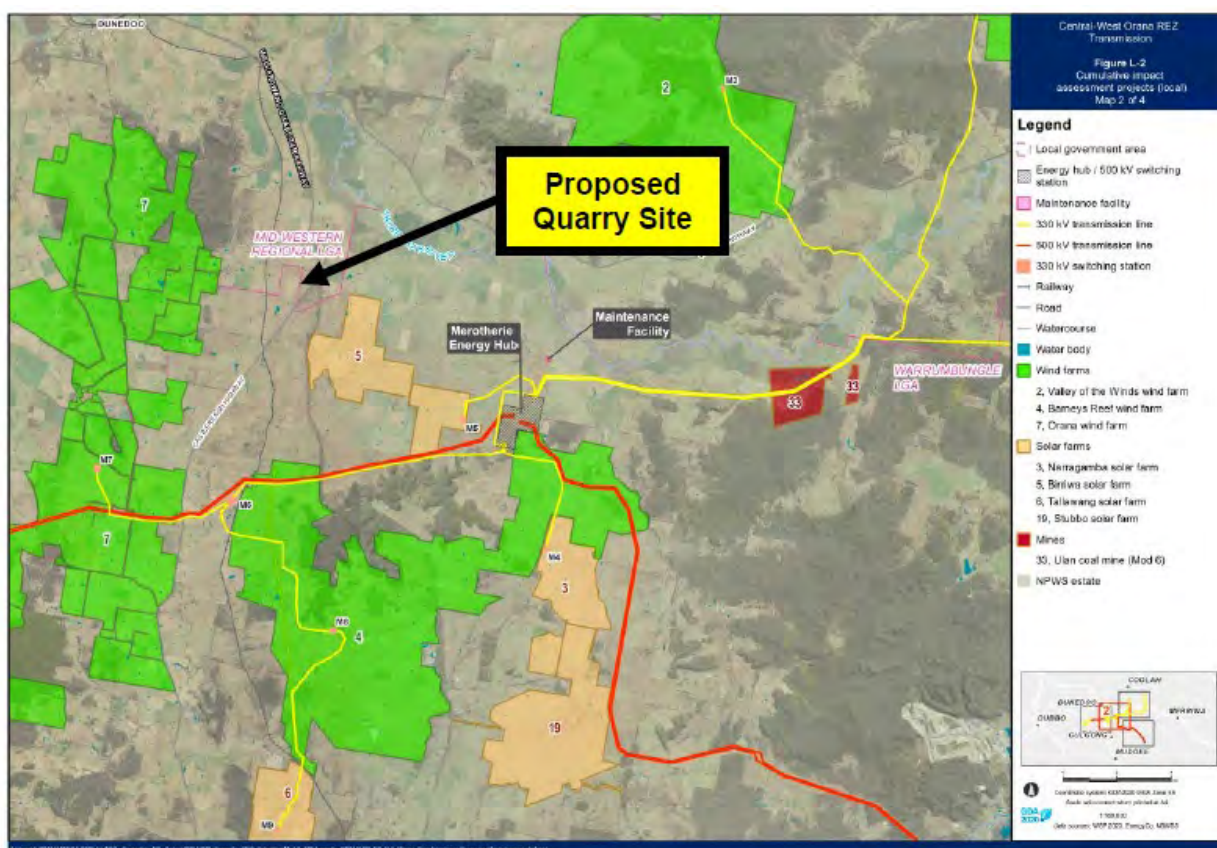 DUNEDOO
2
M3
Proposed
Quarry Site
7
MID-WESTERN
REGIONAL LGA
Merotherie
Energy Hub
Maintenance
Facility
5
M5
33
33
WARRUMBUNGLE
LGA
M7
M6
7
M4
3
M8
4
19
6
M9
Central-West Orana REZ
Transmission
Figure L-2
Cumulative impact
assessment projects (local)
Map 2 of 4
Legend
Local government area
Energy hub / 500 kV switching
station
Maintenance facility
330 kV transmission line
500 kV transmission line
330 kV switching station
Railway
Road
Watercourse
Water body
Wind farms
2, Valley of the Winds wind farm
4, Barneys Reef wind farm
7, Orana wind farm
Solar farms
3, Narragamba solar farm
5, Birriwa solar farm
6, Tallawang solar farm
19, Stubbo solar farm
Mines
33, Ulan coal mine (Mod 6)
NPWS estate
DUNEDOO
DUBBO
GULGONG
2
GDA
2020